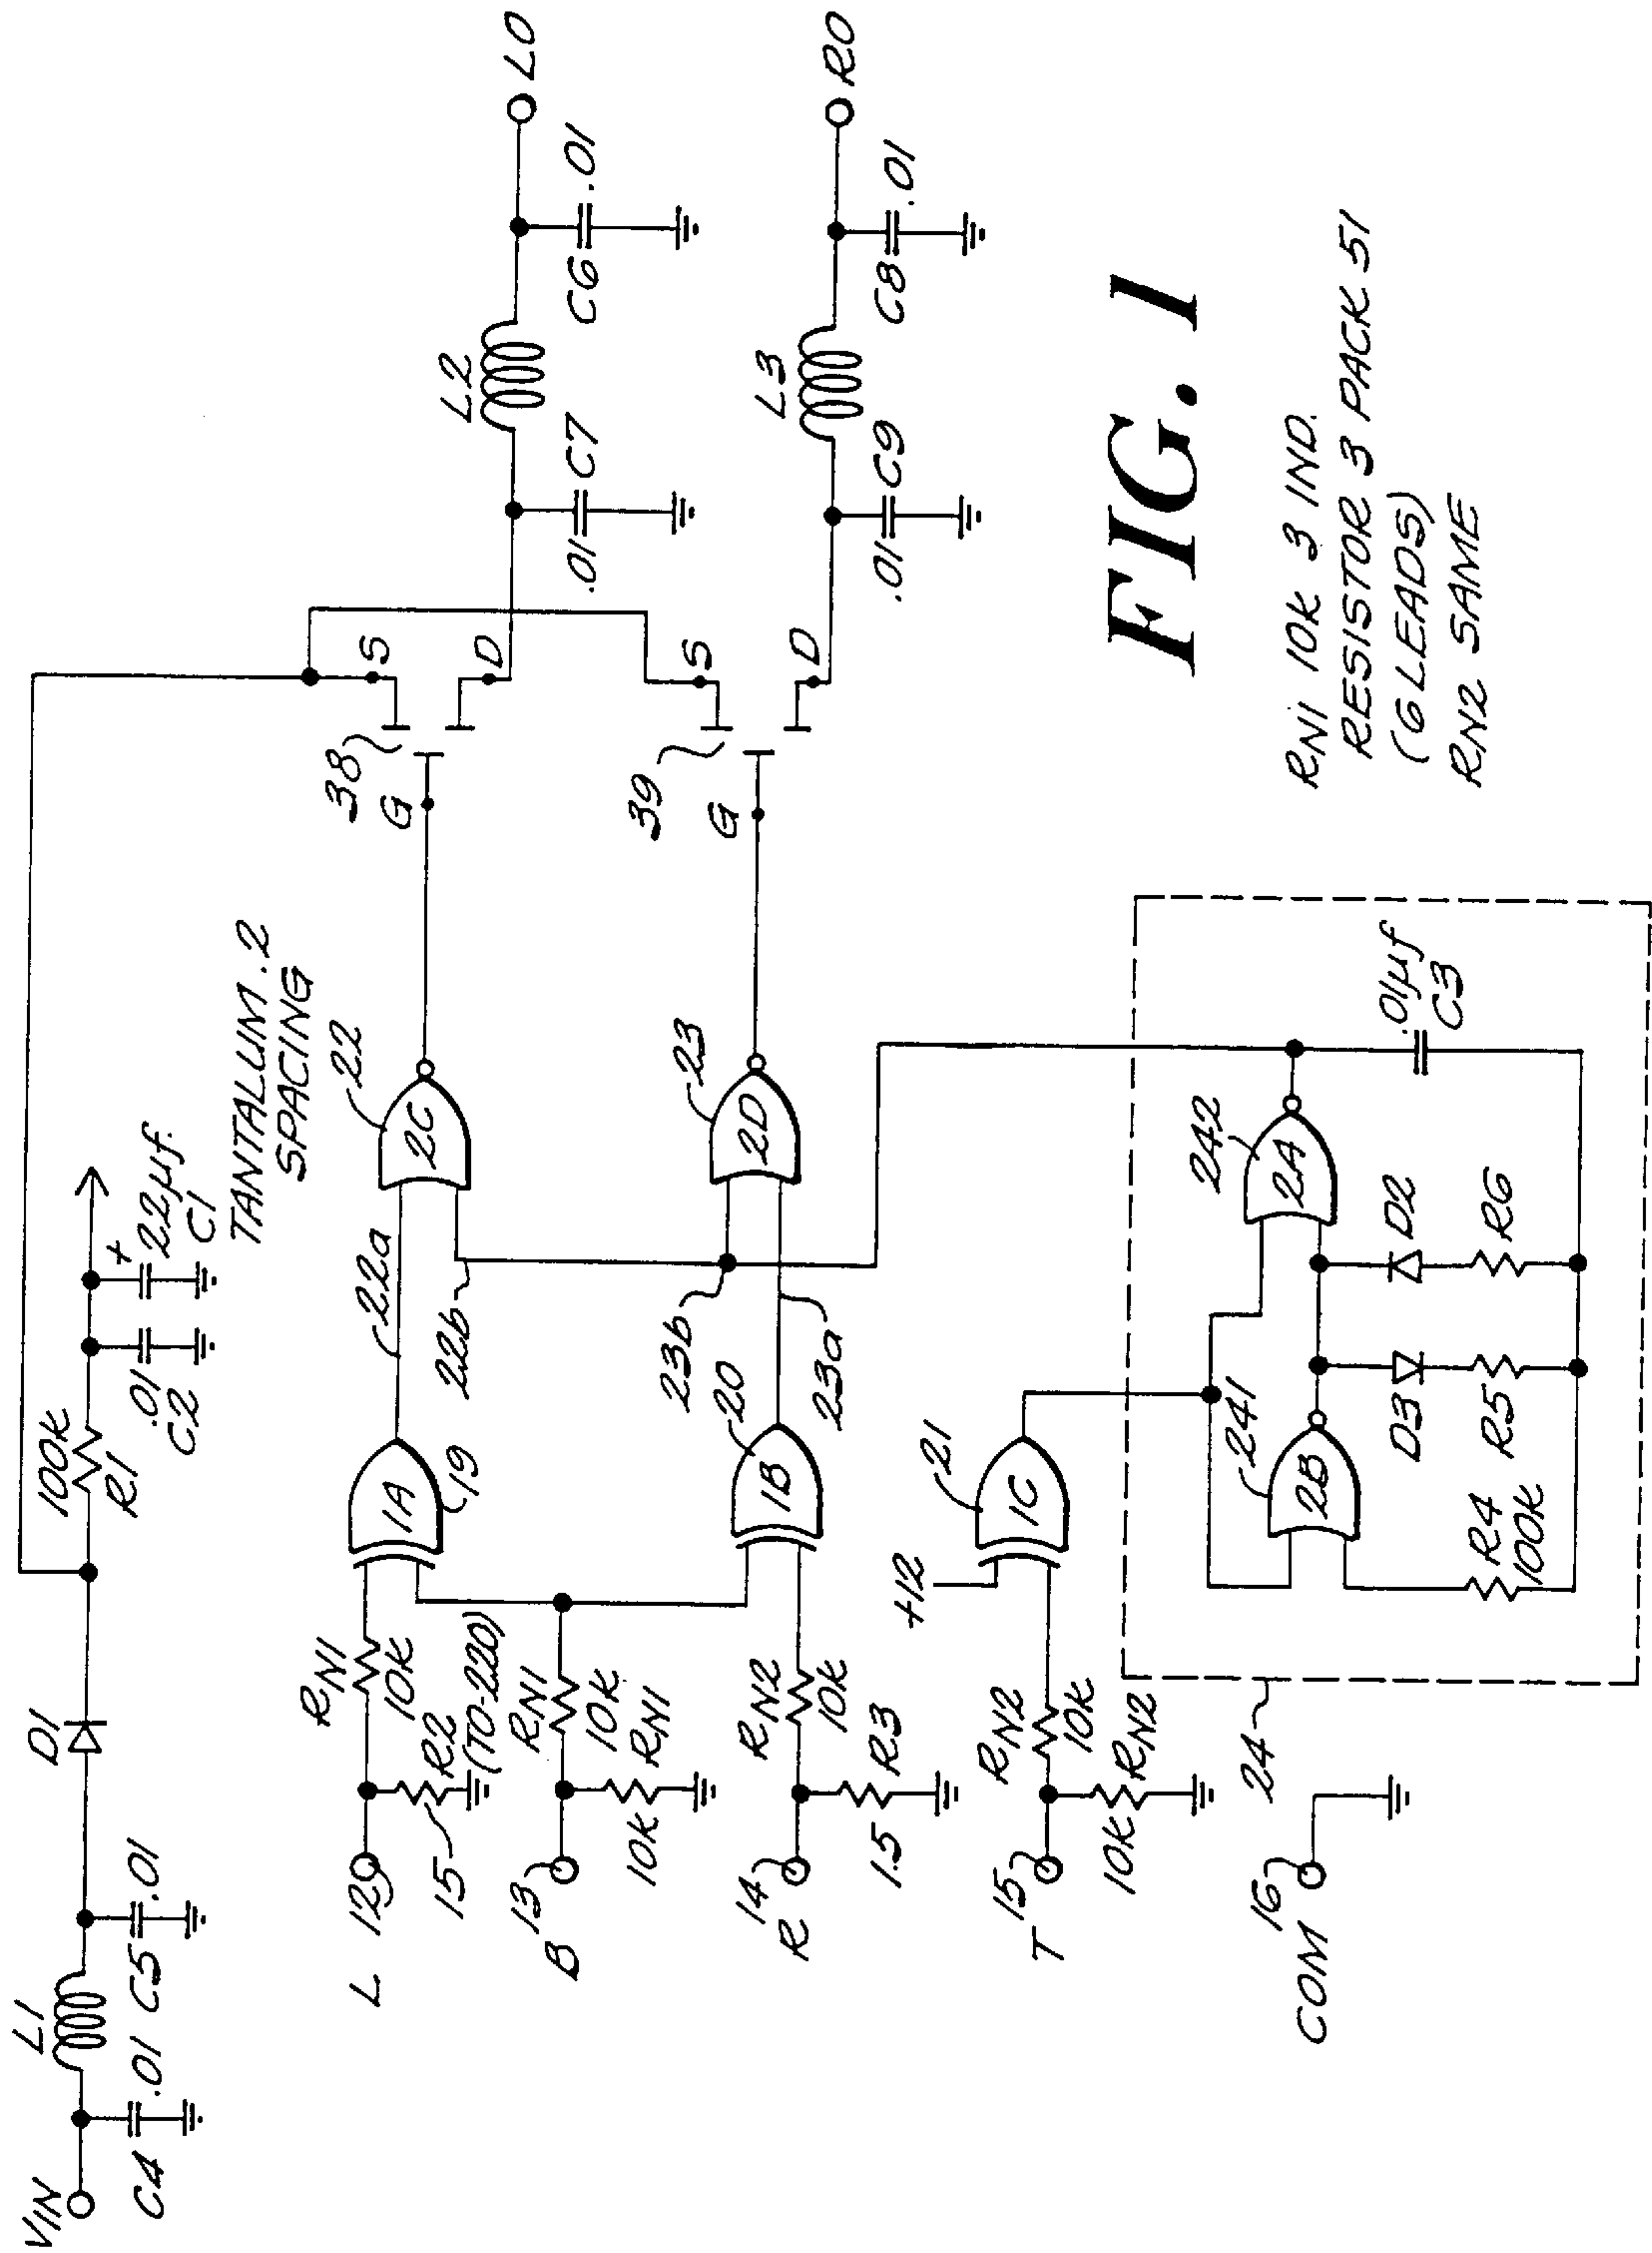 VIN
C4 .01
L1
C5 .01
D1
100K
R1
.01
C2
+
22µf.
C1
TANTALUM .2
SPACING
L 12
RN1
10K
R2
(TO-220)
15
B 13
RN1
10K
RN1
10K
R 14
RN2
10K
R3
1.5
T 15
RN2
10K
RN2
10K
COM 16
1A
19
1B
20
+12
1C
21
22a
22b
23b
23a
2C
22
2D
23
24
2B
241
R4
100K
D3
R5
D2
R6
2A
242
.01µf
C3
38
G
S
D
39
G
S
D
.01
C7
L2
C6
.01
LO
.01
C9
L3
C8
.01
RO
FIG. 1
RN1 10K 3 IND.
RESISTOR 3 PACK 51
(6 LEADS)
RN2 SAME